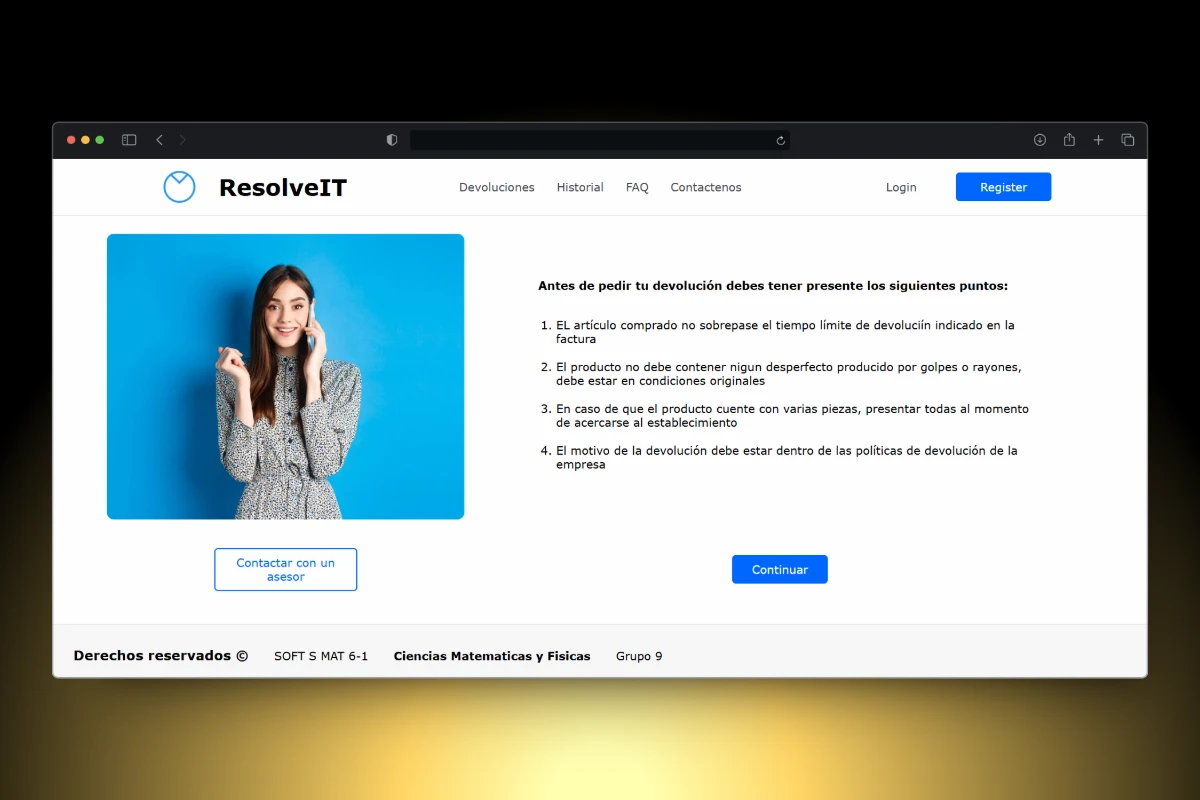 ResolveIT
Devoluciones Historial FAQ Contactenos
Login Register
Antes de pedir tu devolución debes tener presente los siguientes puntos:
1. EL artículo comprado no sobrepase el tiempo límite de devoluciín indicado en la
factura
2. El producto no debe contener nigun desperfecto producido por golpes o rayones,
debe estar en condiciones originales
3. En caso de que el producto cuente con varias piezas, presentar todas al momento
de acercarse al establecimiento
4. El motivo de la devolución debe estar dentro de las políticas de devolución de la
empresa
Contactar con un
asesor
Continuar
Derechos reservados © SOFT S MAT 6-1 Ciencias Matematicas y Fisicas Grupo 9